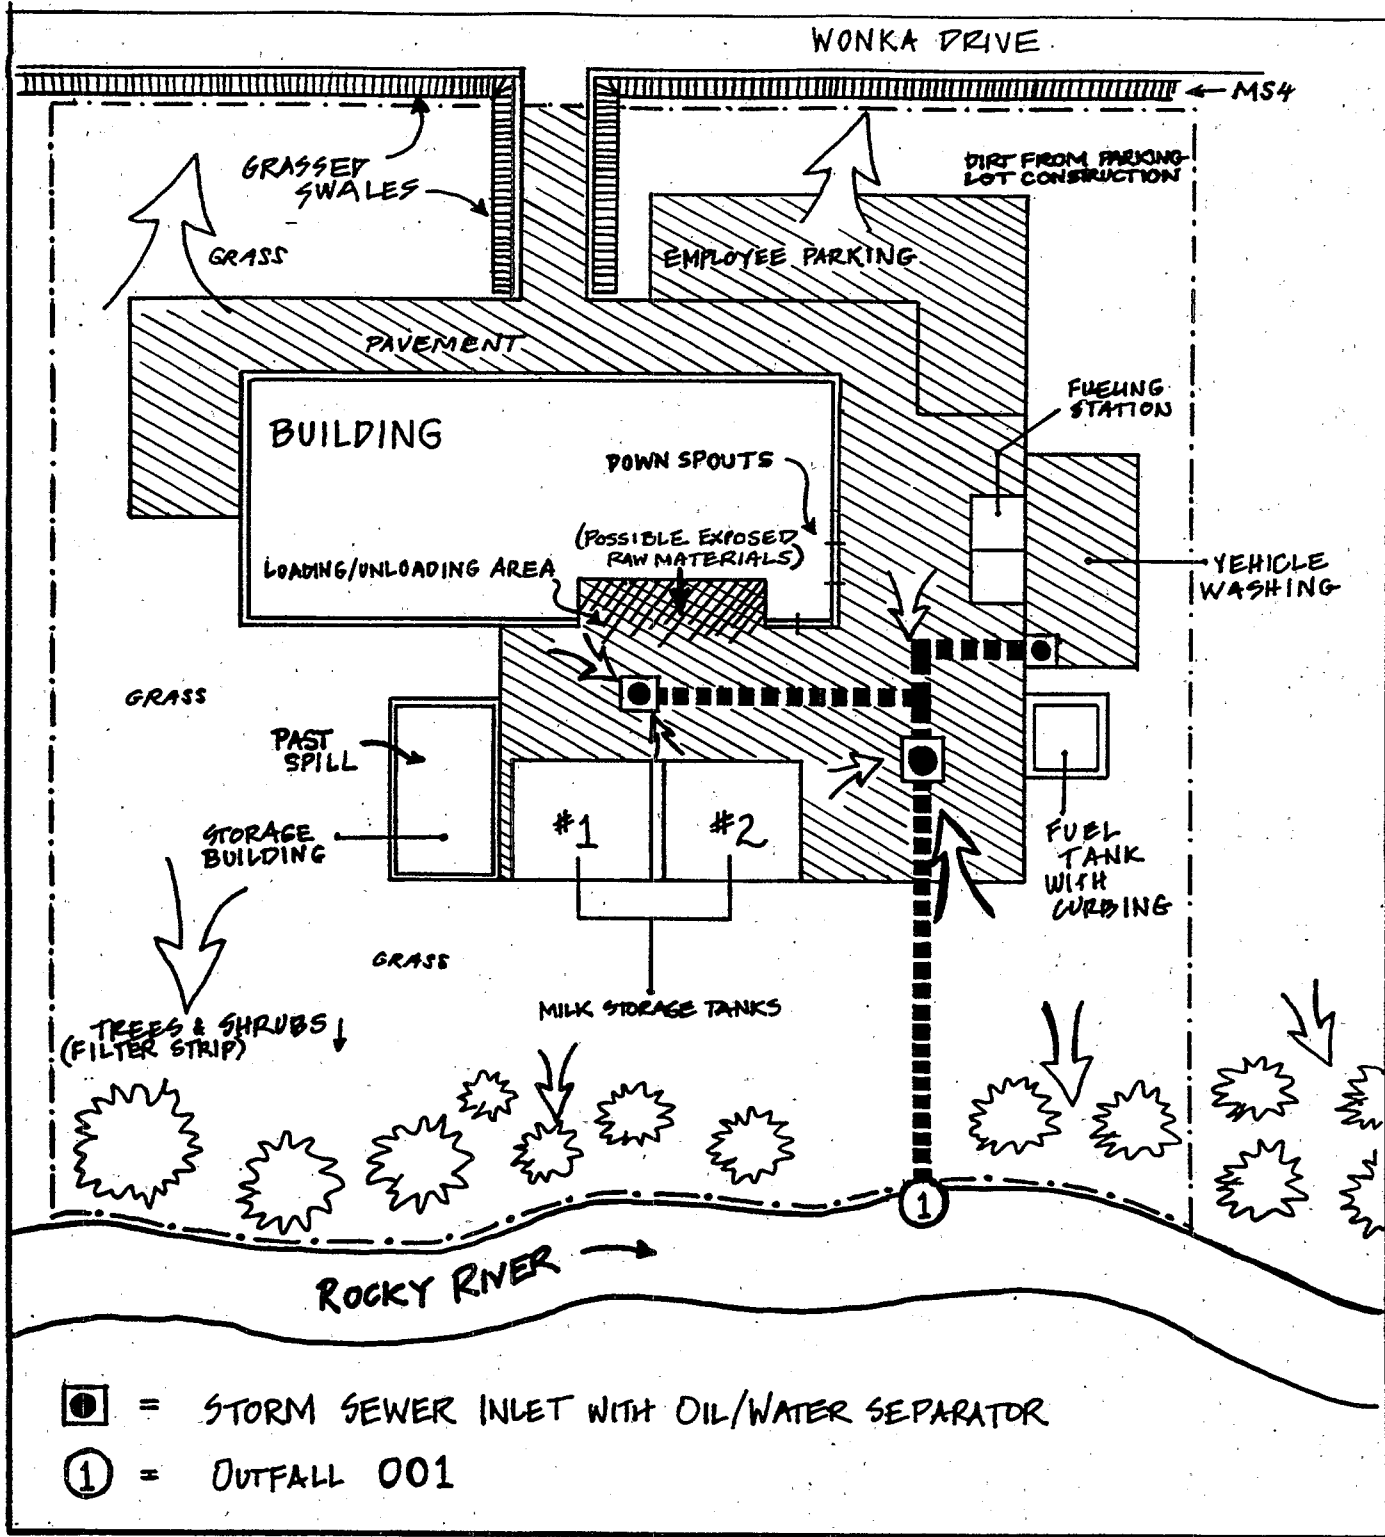 WONKA DRIVE
MS4
GRASSED
SWALES
DIRT FROM PARKING
LOT CONSTRUCTION
GRASS
EMPLOYEE PARKING
PAVEMENT
FUELING
STATION
BUILDING
DOWN SPOUTS
(POSSIBLE EXPOSED
RAW MATERIALS)
LOADING/UNLOADING AREA
VEHICLE
WASHING
GRASS
PAST
SPILL
STORAGE
BUILDING
#1
#2
FUEL
TANK
WITH
CURBING
GRASS
MILK STORAGE TANKS
TREES & SHRUBS
(FILTER STRIP)
1
ROCKY RIVER
= STORM SEWER INLET WITH OIL/WATER SEPARATOR
1 = OUTFALL 001